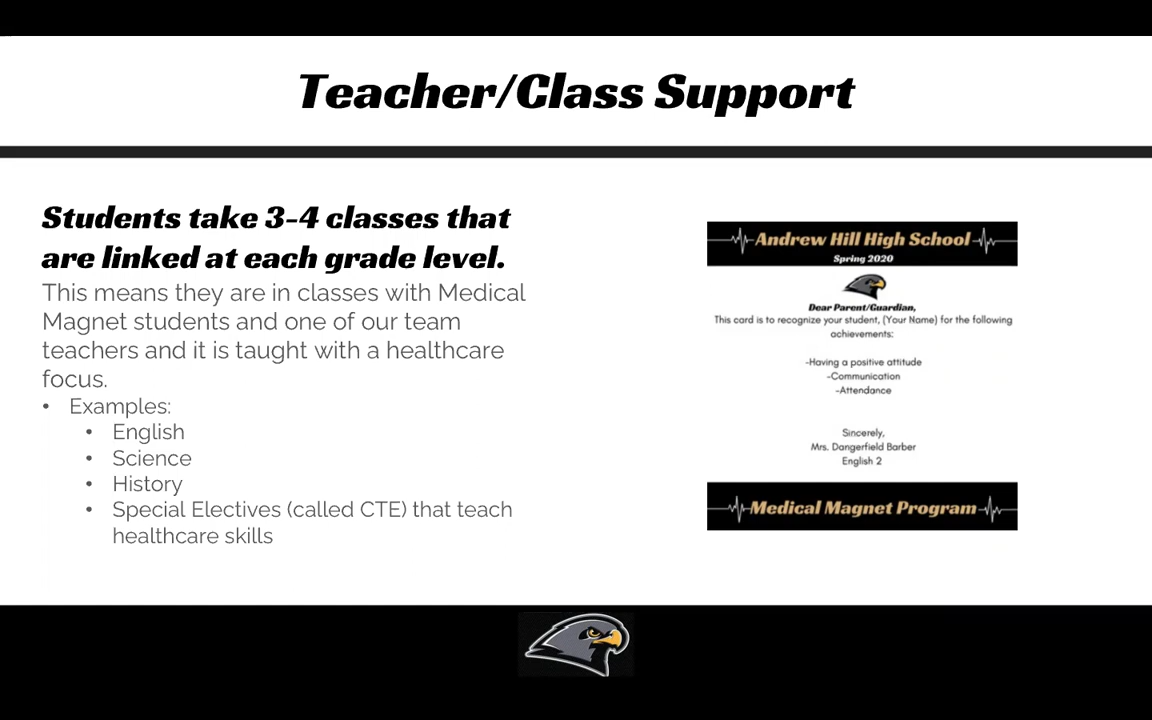 Teacher/Class Support
Students take 3-4 classes that
are linked at each grade level.
This means they are in classes with Medical
Magnet students and one of our team
teachers and it is taught with a healthcare
focus.
• Examples:
• English
• Science
• History
• Special Electives (called CTE) that teach
healthcare skills
Andrew Hill High School
Spring 2020
Dear Parent/Guardian,
This card is to recognize your student, (Your Name) for the following
achievements:
-Having a positive attitude
-Communication
-Attendance
Sincerely,
Mrs. Dangerfield Barber
English 2
Medical Magnet Program